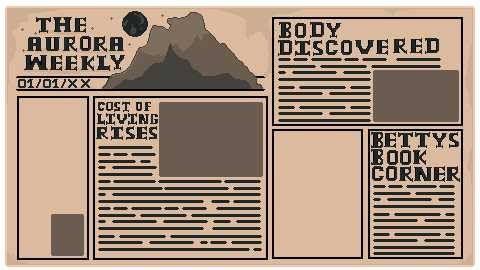 THE
AURORA
WEEKLY
01/01/XX
COST OF
LIVING
RISES
BODY
DISCOVERED
BETTYS
BOOK
CORNER